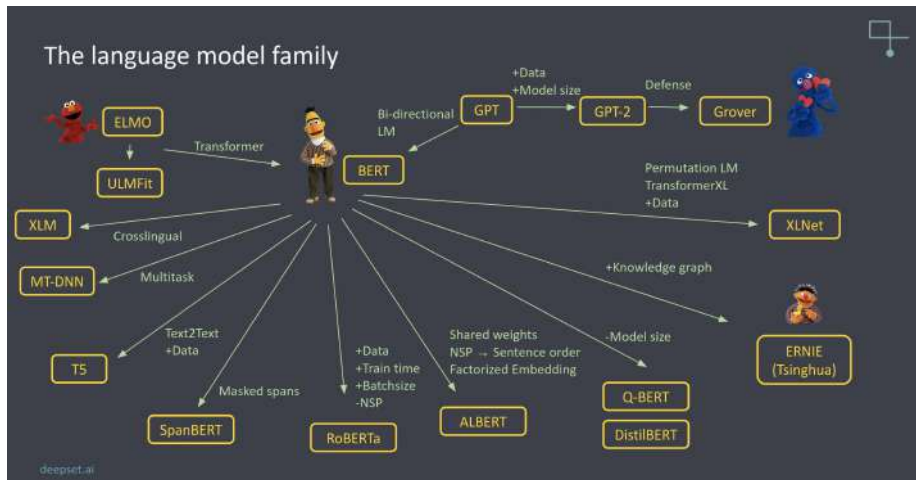 The language model family
ELMO
ULMFit
Transformer
Bi-directional
LM
GPT
+Data
+Model size
GPT-2
Defense
Grover
BERT
Permutation LM
TransformerXL
+Data
XLNet
XLM
Crosslingual
MT-DNN
Multitask
+Knowledge graph
ERNIE
(Tsinghua)
Text2Text
+Data
T5
Masked spans
SpanBERT
+Data
+Train time
+Batchsize
-NSP
RoBERTa
Shared weights
NSP → Sentence order
Factorized Embedding
ALBERT
-Model size
Q-BERT
DistilBERT
deepset.ai